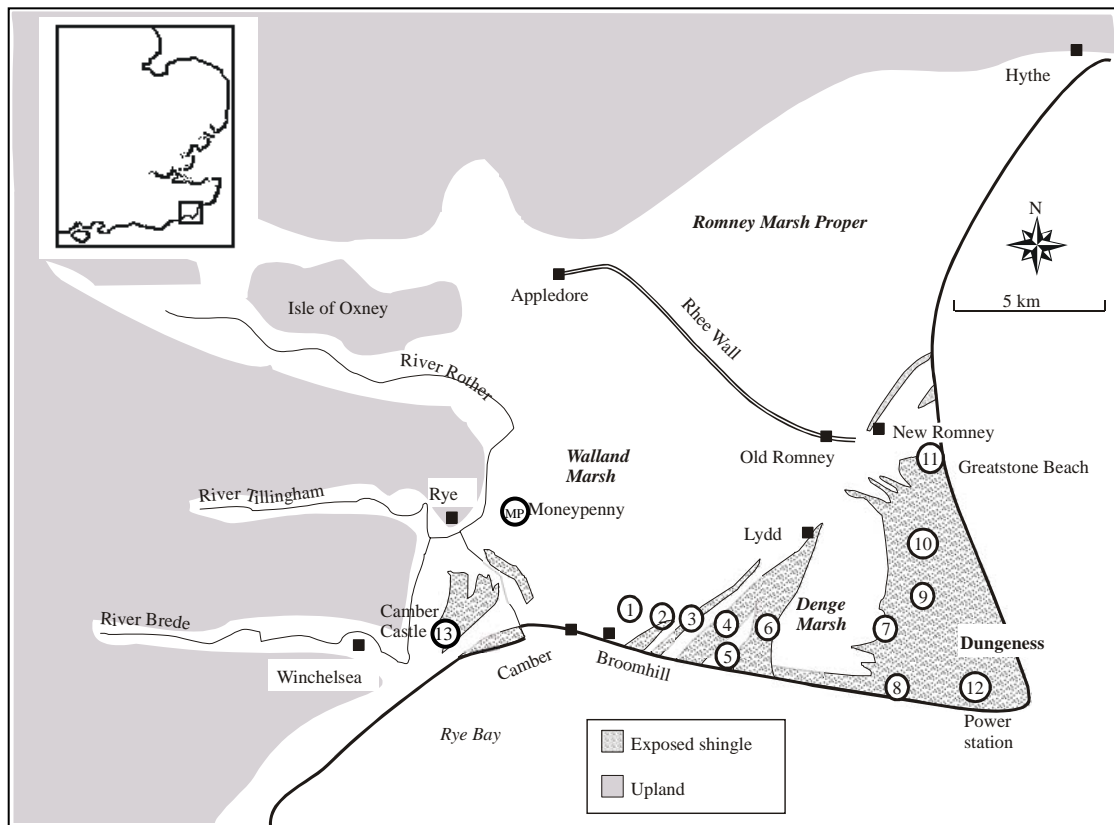 Hythe
Romney Marsh Proper
N
5 km
Appledore
Isle of Oxney
Rhee Wall
River Rother
New Romney
Old Romney
Greatstone Beach
11
Walland
Marsh
River Tillingham
Rye
MP
Moneypenny
Lydd
10
9
Camber
Castle
13
1
2
3
4
5
6
Denge
Marsh
7
Dungeness
River Brede
Winchelsea
Camber
Broomhill
8
12
Power
station
Rye Bay
Exposed shingle
Upland